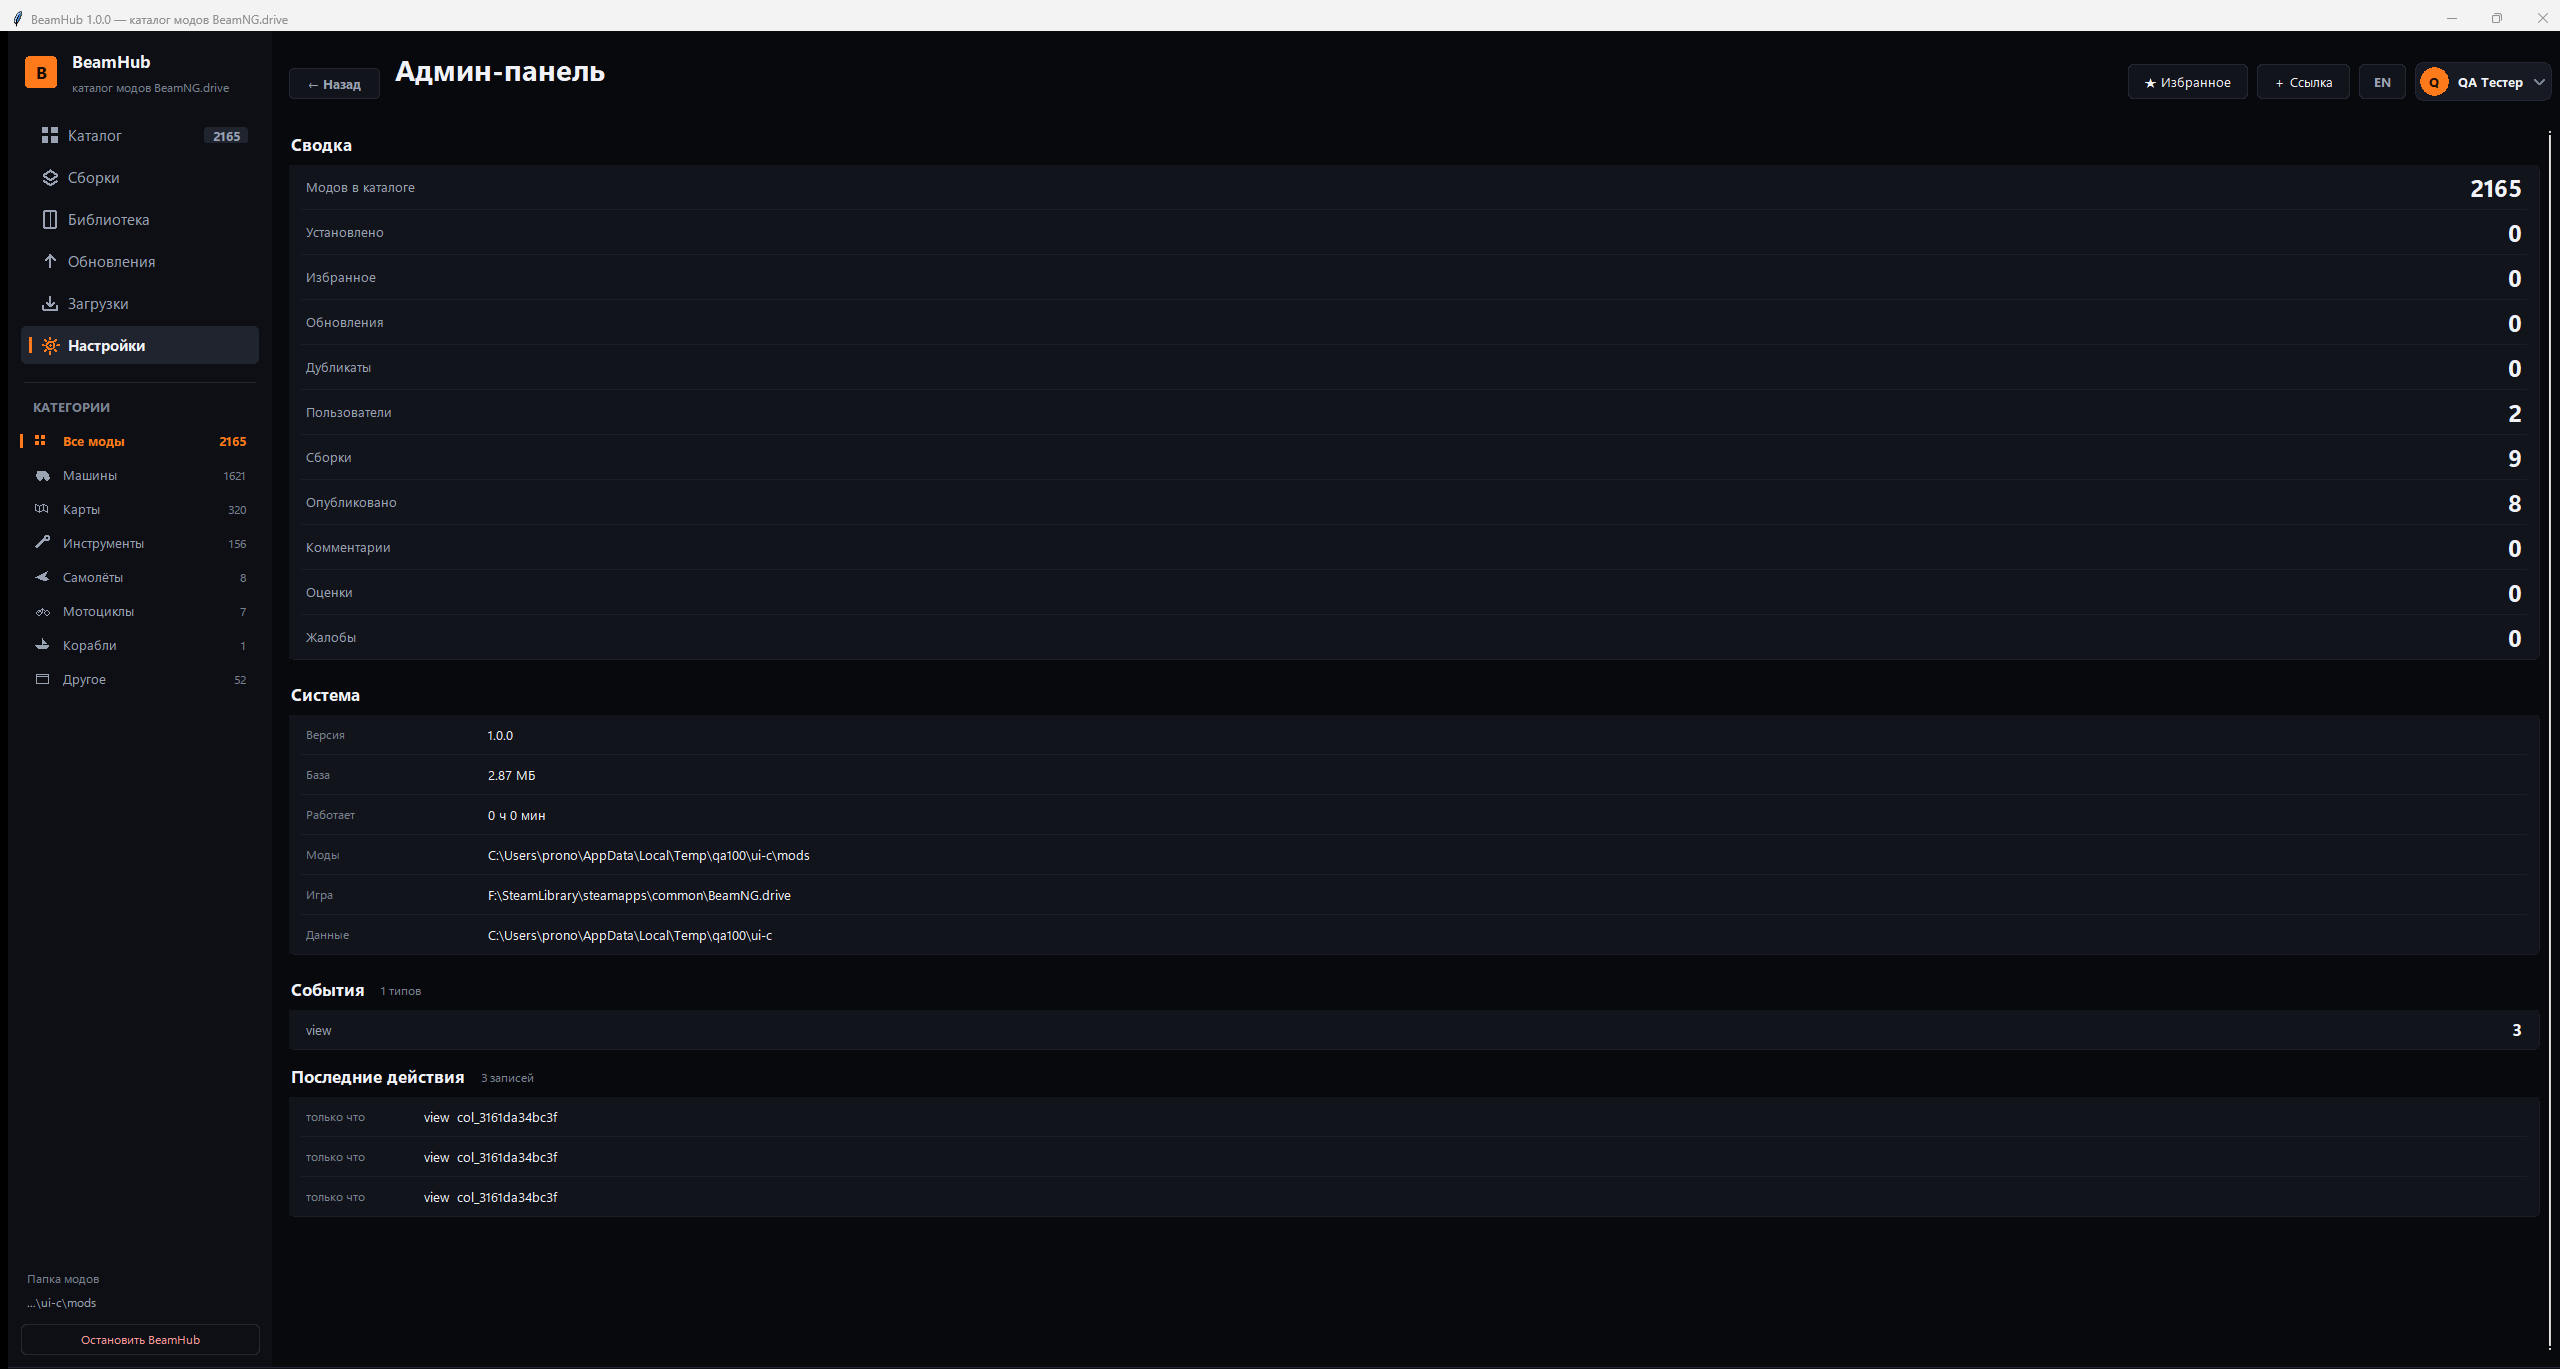 BeamHub 1.0.0 — каталог модов BeamNG.drive
B
BeamHub
каталог модов BeamNG.drive
Каталог 2165
Сборки
Библиотека
Обновления
Загрузки
Настройки
КАТЕГОРИИ
Все моды 2165
Машины 1621
Карты 320
Инструменты 156
Самолёты 8
Мотоциклы 7
Корабли 1
Другое 52
Папка модов
...\ui-c\mods
Остановить BeamHub
← Назад
Админ-панель
★ Избранное
+ Ссылка
EN
Q QA Тестер
Сводка
Модов в каталоге 2165
Установлено 0
Избранное 0
Обновления 0
Дубликаты 0
Пользователи 2
Сборки 9
Опубликовано 8
Комментарии 0
Оценки 0
Жалобы 0
Система
Версия 1.0.0
База 2.87 МБ
Работает 0 ч 0 мин
Моды C:\Users\prono\AppData\Local\Temp\qa100\ui-c\mods
Игра F:\SteamLibrary\steamapps\common\BeamNG.drive
Данные C:\Users\prono\AppData\Local\Temp\qa100\ui-c
События 1 типов
view 3
Последние действия 3 записей
только что view col_3161da34bc3f
только что view col_3161da34bc3f
только что view col_3161da34bc3f